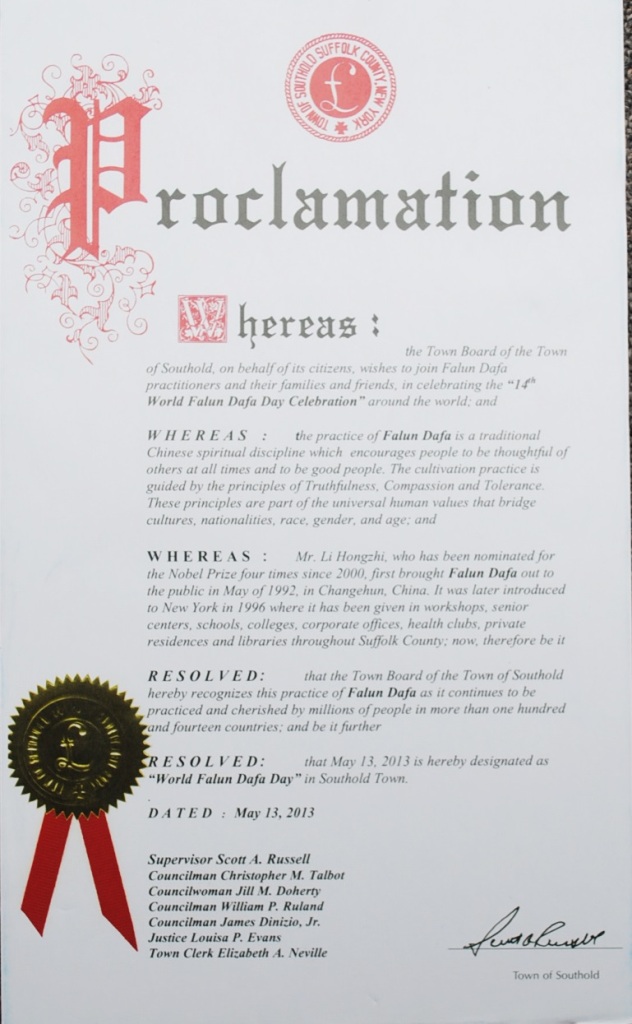 TOWN OF SOUTHOLD SUFFOLK COUNTY, NEW YORK
£
Proclamation
Whereas :
the Town Board of the Town
of Southold, on behalf of its citizens, wishes to join Falun Dafa
practitioners and their families and friends, in celebrating the "14th
World Falun Dafa Day Celebration" around the world; and
WHEREAS : the practice of Falun Dafa is a traditional
Chinese spiritual discipline which encourages people to be thoughtful of
others at all times and to be good people. The cultivation practice is
guided by the principles of Truthfulness, Compassion and Tolerance.
These principles are part of the universal human values that bridge
cultures, nationalities, race, gender, and age; and
WHEREAS : Mr. Li Hongzhi, who has been nominated for
the Nobel Prize four times since 2000, first brought Falun Dafa out to
the public in May of 1992, in Changehun, China. It was later introduced
to New York in 1996 where it has been given in workshops, senior
centers, schools, colleges, corporate offices, health clubs, private
residences and libraries throughout Suffolk County; now, therefore be it
RESOLVED: that the Town Board of the Town of Southold
hereby recognizes this practice of Falun Dafa as it continues to be
practiced and cherished by millions of people in more than one hundred
and fourteen countries; and be it further
RESOLVED: that May 13, 2013 is hereby designated as
"World Falun Dafa Day" in Southold Town.
DATED : May 13, 2013
Supervisor Scott A. Russell
Councilman Christopher M. Talbot
Councilwoman Jill M. Doherty
Councilman William P. Ruland
Councilman James Dinizio, Jr.
Justice Louisa P. Evans
Town Clerk Elizabeth A. Neville
Town of Southold